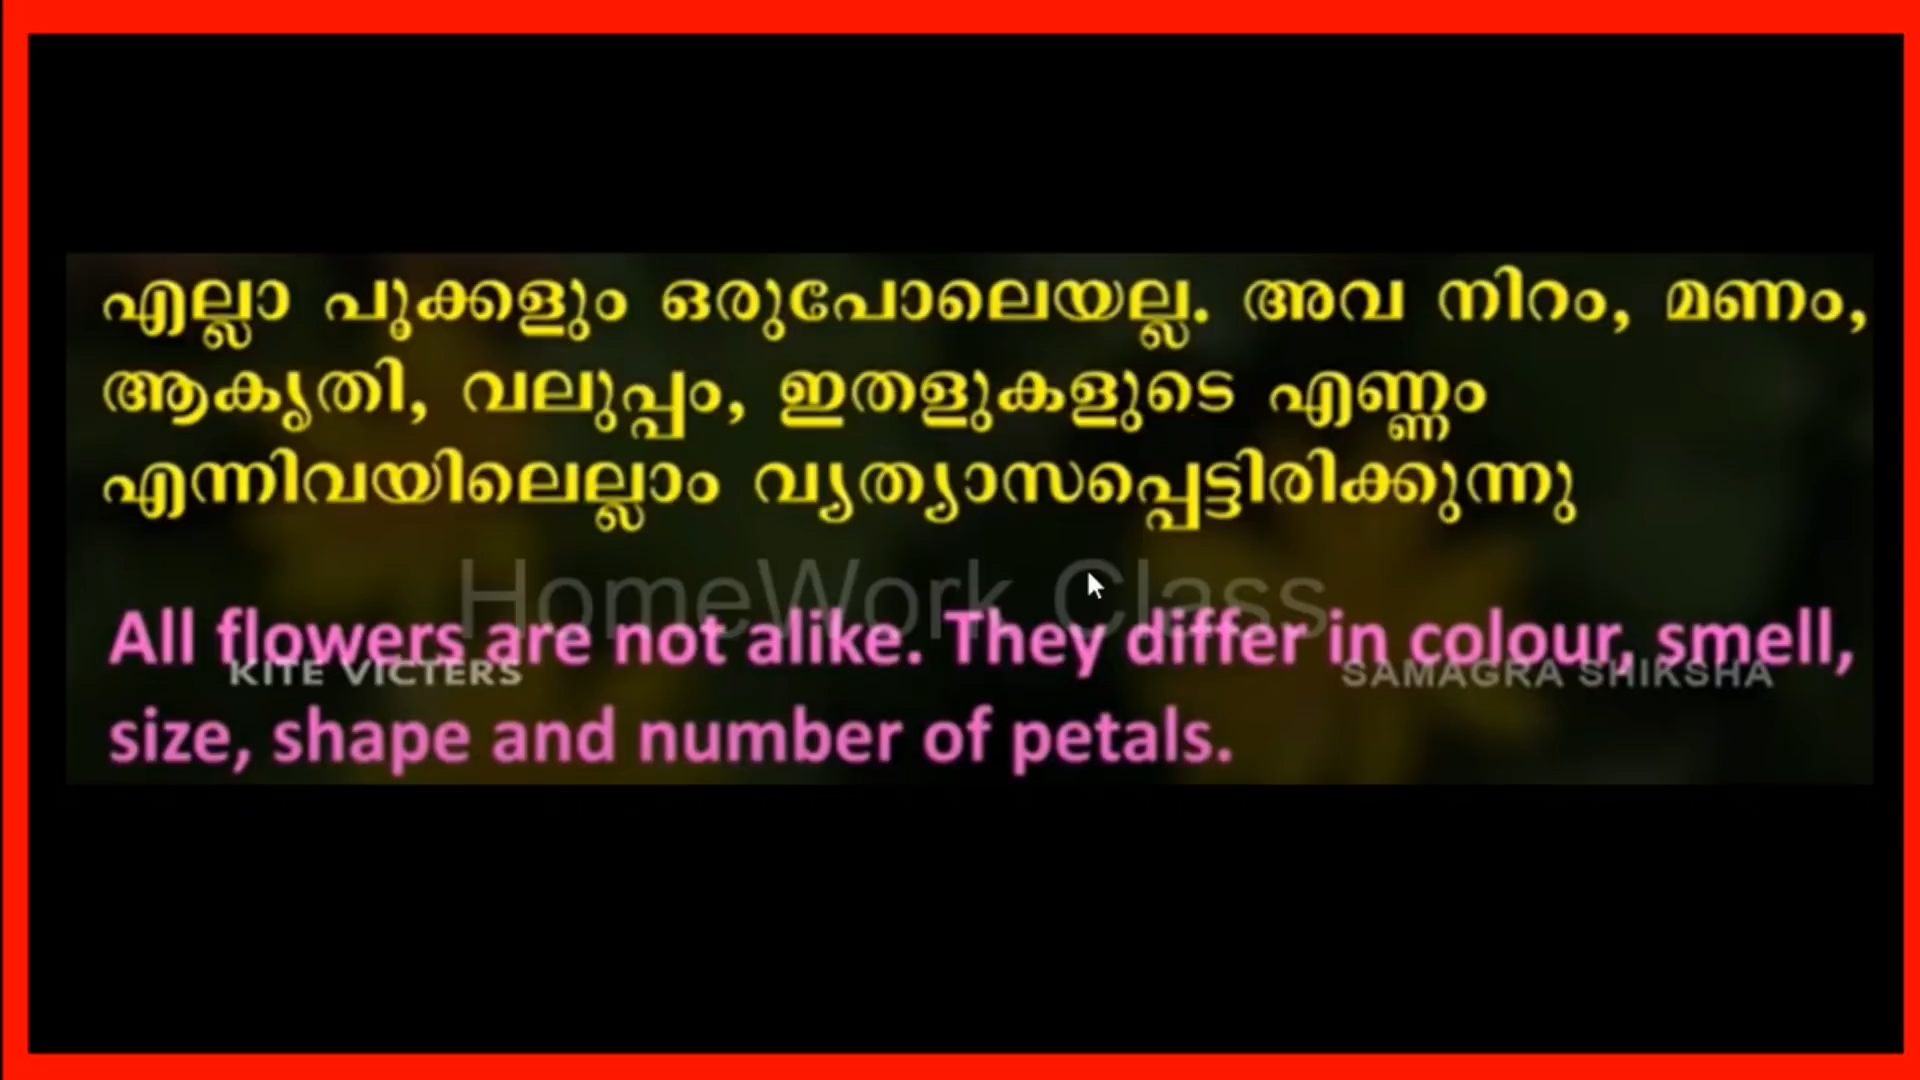 എല്ലാ പൂക്കളും ഒരുപോലെയല്ല. അവ നിറം, മണം,
ആകൃതി, വലുപ്പം, ഇതളുകളുടെ എണ്ണം
എന്നിവയിലെല്ലാം വ്യത്യാസപ്പെട്ടിരിക്കുന്നു
HomeWork Class
All flowers are not alike. They differ in colour, smell,
KITE VICTERS SAMAGRA SHIKSHA
size, shape and number of petals.